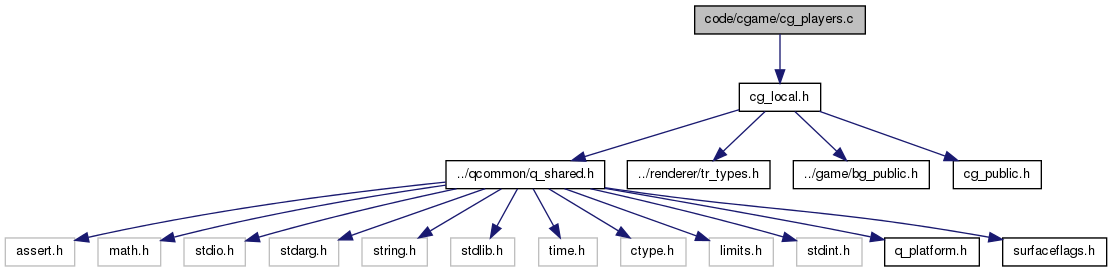 code/cgame/cg_players.c
cg_local.h
../qcommon/q_shared.h
../renderer/tr_types.h
../game/bg_public.h
cg_public.h
assert.h
math.h
stdio.h
stdarg.h
string.h
stdlib.h
time.h
ctype.h
limits.h
stdint.h
q_platform.h
surfaceflags.h